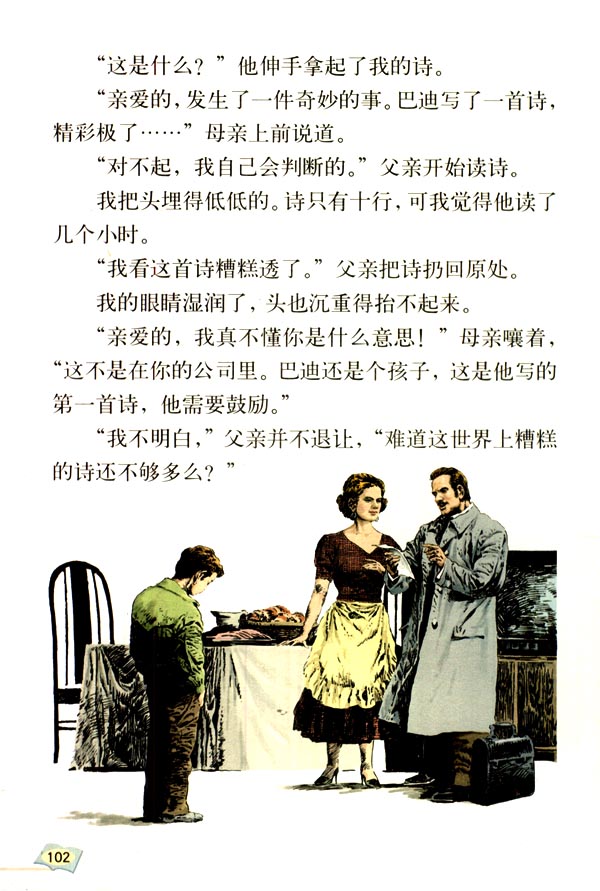 “这是什么？”他伸手拿起了我的诗。
“亲爱的，发生了一件奇妙的事。巴迪写了一首诗，
精彩极了……”母亲上前说道。
“对不起，我自己会判断的。”父亲开始读诗。
我把头埋得低低的。诗只有十行，可我觉得他读了
几个小时。
“我看这首诗糟糕透了。”父亲把诗扔回原处。
我的眼睛湿润了，头也沉重得抬不起来。
“亲爱的，我真不懂你是什么意思！”母亲嚷着，
“这不是在你的公司里。巴迪还是个孩子，这是他写的
第一首诗，他需要鼓励。”
“我不明白，”父亲并不退让，“难道这世界上糟糕
的诗还不够多么？”
102